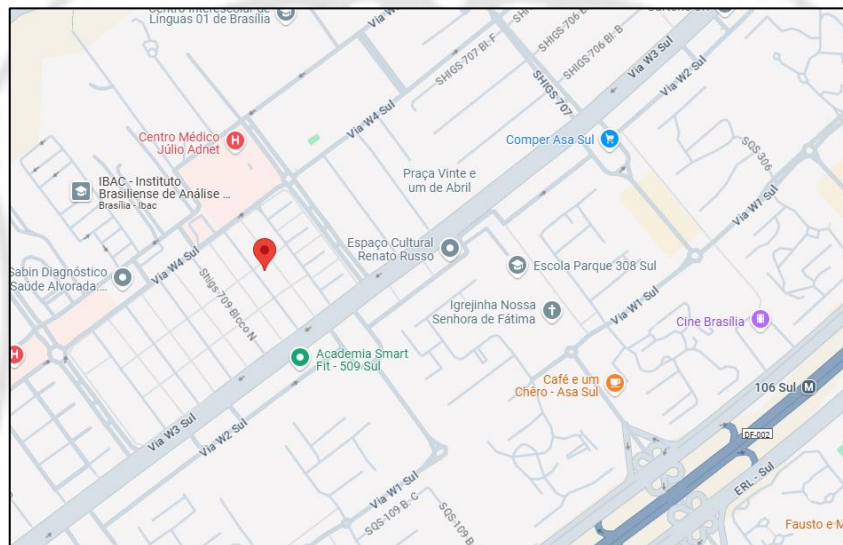 Línguas 01 de Brasília
SHIGS 706 Bl- F
SHIGS 706 Bl- B
SHIGS 707 Bl- F
Via W3 Sul
Via W2 Sul
SHIGS 707
Via W4 Sul
Centro Médico
Júlio Adnet
Comper Asa Sul
SQS 306
IBAC - Instituto
Brasiliense de Análise ...
Brasília - Ibac
Praça Vinte e
um de Abril
Via W1 Sul
Via W4 Sul
Espaço Cultural
Renato Russo
Escola Parque 308 Sul
Sabin Diagnóstico
Saúde Alvorada....
Shigs 709 Bloco N
Igrejinha Nossa
Senhora de Fátima
Via W1 Sul
Cine Brasília
Academia Smart
Fit - 509 Sul
Café e um
Chêro - Asa Sul
106 Sul
Via W3 Sul
Via W2 Sul
DF-002
ERL - Sul
Via W1 Sul
SQS 109 B - C
SQS 109 B
Fausto e M